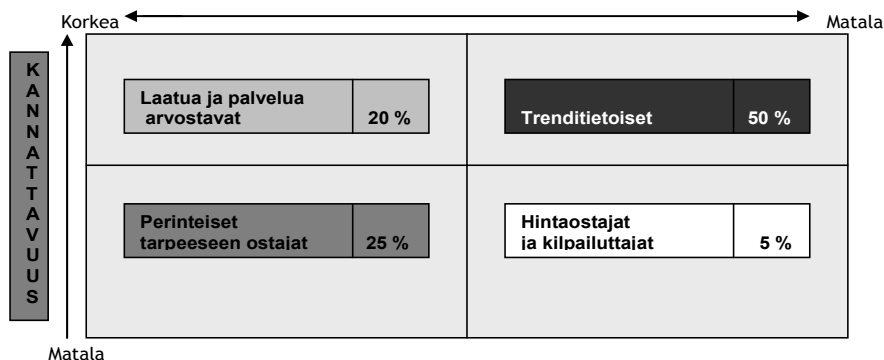 Korkea
Matala
KANNATTAVUUS
Laatua ja palvelua
arvostavat
20 %
Trenditietoiset
50 %
Perinteiset
tarpeeseen ostajat
25 %
Hintaostajat
ja kilpailuttajat
5 %
Matala